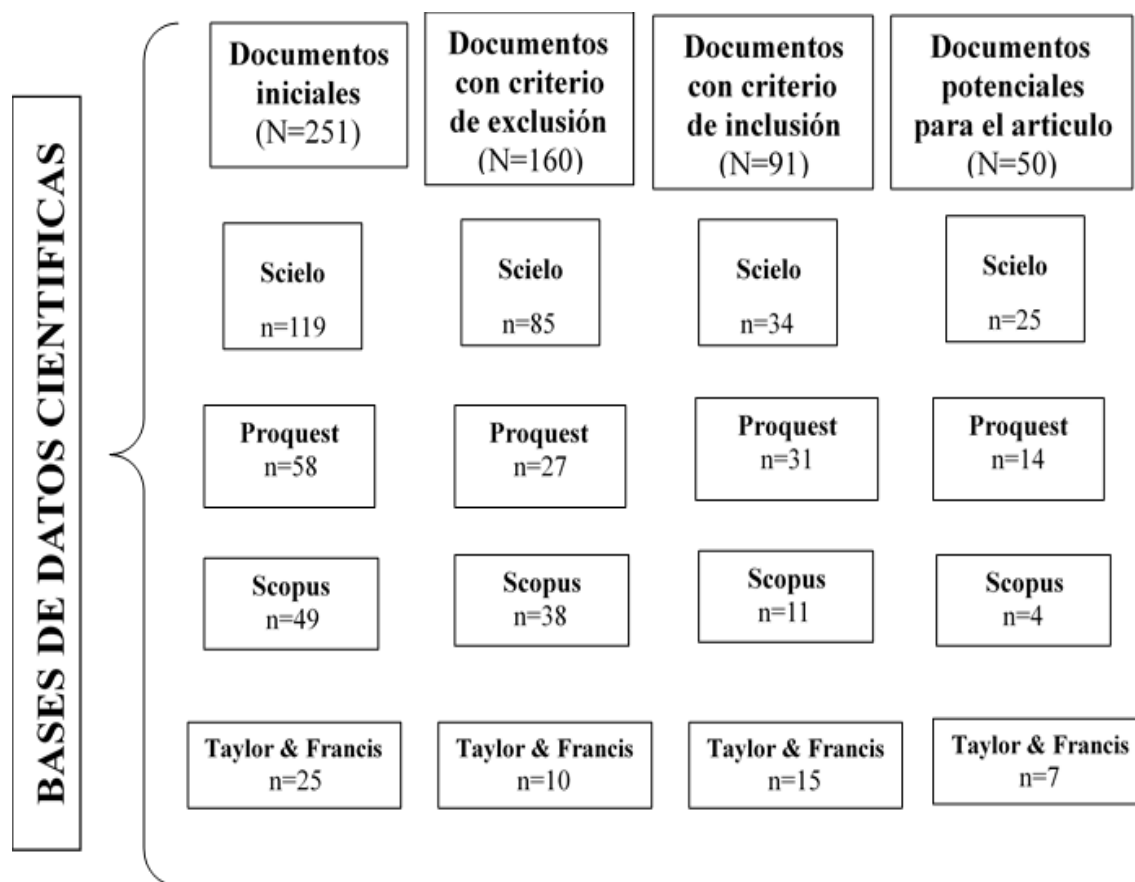 BASES DE DATOS CIENTIFICAS
Documentos
iniciales
(N=251)
Documentos
con criterio
de exclusión
(N=160)
Documentos
con criterio
de inclusión
(N=91)
Documentos
potenciales
para el articulo
(N=50)
Scielo
n=119
Scielo
n=85
Scielo
n=34
Scielo
n=25
Proquest
n=58
Proquest
n=27
Proquest
n=31
Proquest
n=14
Scopus
n=49
Scopus
n=38
Scopus
n=11
Scopus
n=4
Taylor & Francis
n=25
Taylor & Francis
n=10
Taylor & Francis
n=15
Taylor & Francis
n=7